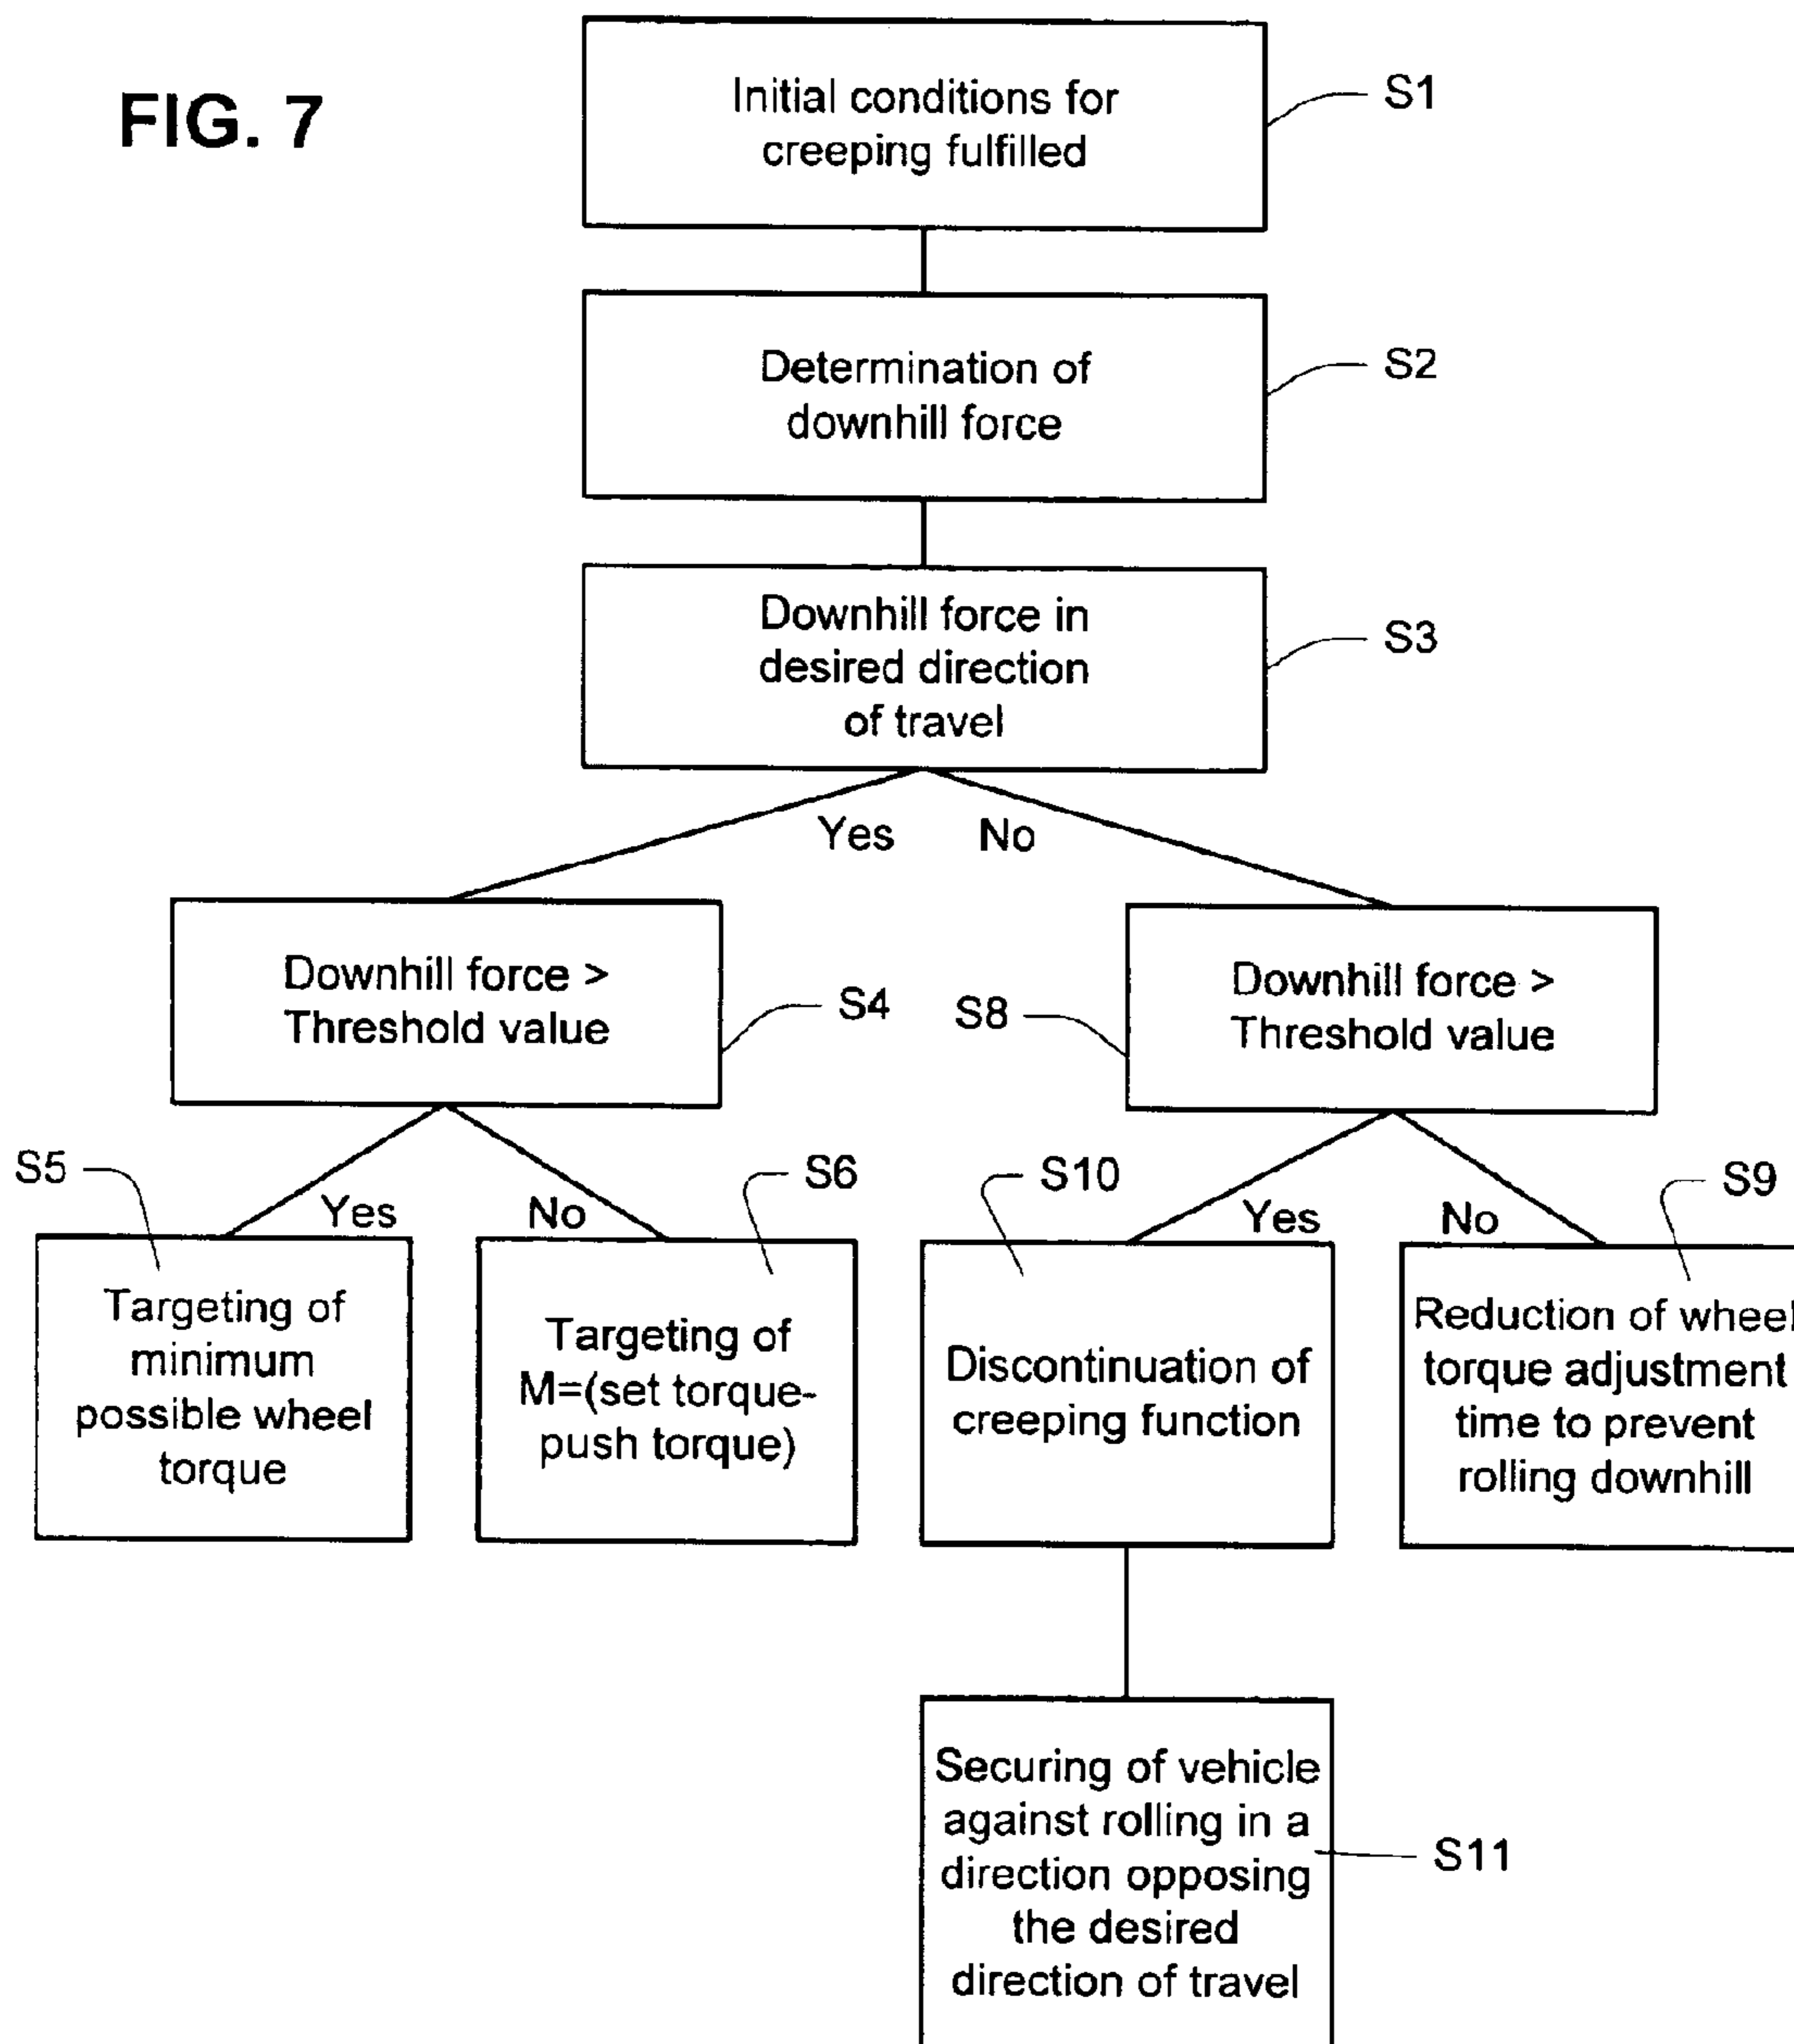 FIG. 7
Initial conditions for
creeping fulfilled
S1
Determination of
downhill force
S2
Downhill force in
desired direction
of travel
S3
Yes
No
Downhill force >
Threshold value
S4
S8
Downhill force >
Threshold value
S5
Yes
No
S6
S10
Yes
No
S9
Targeting of
minimum
possible wheel
torque
Targeting of
M=(set torque-
push torque)
Discontinuation of
creeping function
Reduction of wheel
torque adjustment
time to prevent
rolling downhill
Securing of vehicle
against rolling in a
direction opposing
the desired
direction of travel
S11